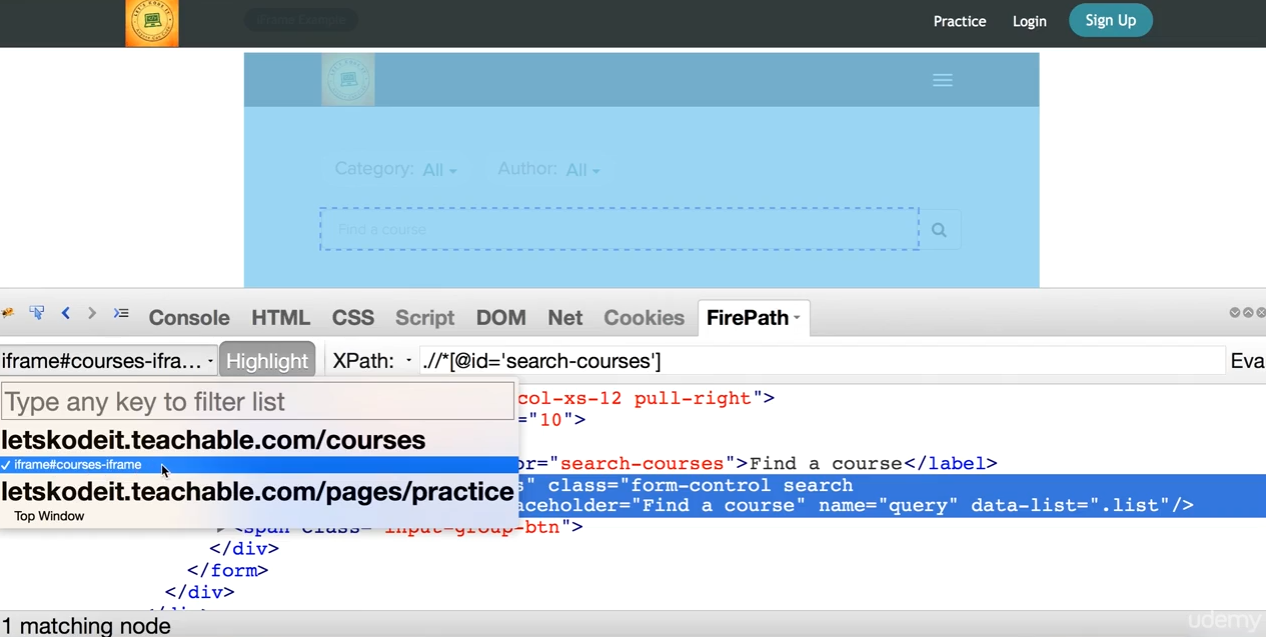 iFrame Example
Practice Login Sign Up
Category: All Author: All
Find a course
Console HTML CSS Script DOM Net Cookies FirePath
iframe#courses-ifra... Highlight XPath: .//*[@id='search-courses'] Eva
Type any key to filter list
col-xs-12 pull-right">
="10">
letskodeit.teachable.com/courses
✓ iframe#courses-iframe
or="search-courses">Find a course</label>
s" class="form-control search
letskodeit.teachable.com/pages/practice
aceholder="Find a course" name="query" data-list=".list"/>
Top Window
<span class="input-group-btn">
</div>
</form>
</div>
1 matching node
udemy